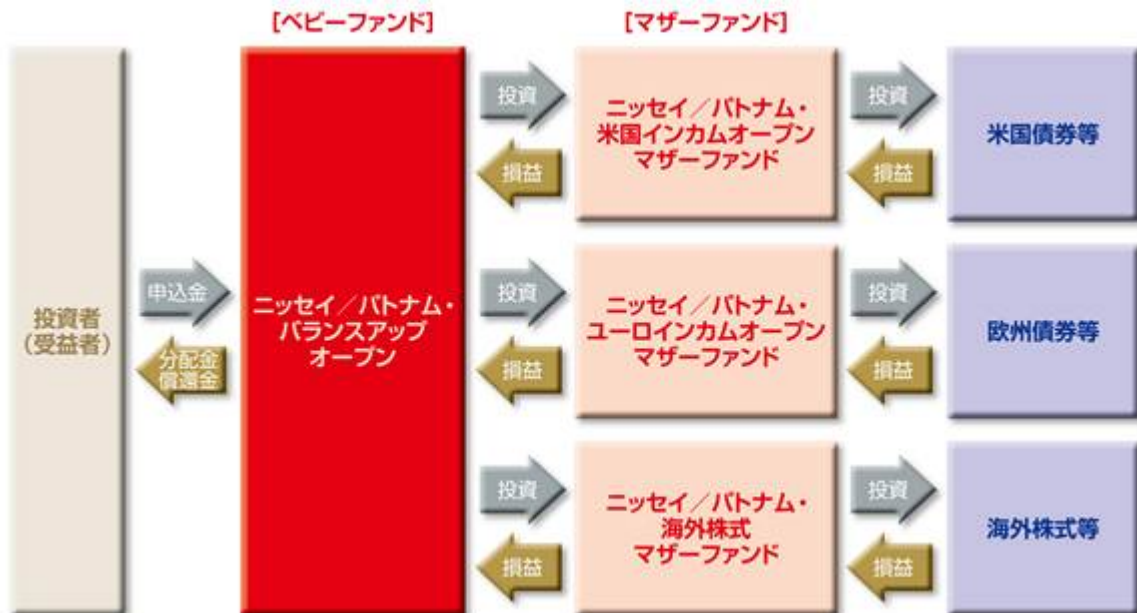 [ベビーファンド]
[マザーファンド]
投資者
(受益者)
申込金
分配金
償還金
ニッセイ／パトナム・
バランスアップ
オープン
投資
損益
ニッセイ／パトナム・
米国インカムオープン
マザーファンド
投資
損益
米国債券等
投資
損益
ニッセイ／パトナム・
ユーロインカムオープン
マザーファンド
投資
損益
欧州債券等
投資
損益
ニッセイ／パトナム・
海外株式
マザーファンド
投資
損益
海外株式等